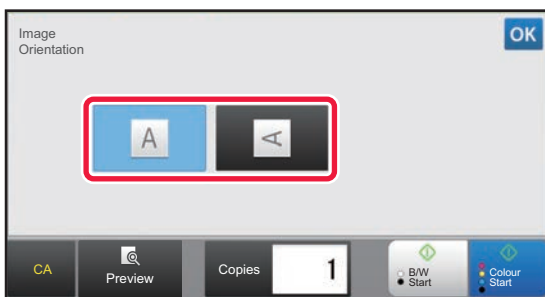 Image
Orientation
OK
A
A
CA
Preview
Copies
1
B/W
Start
Colour
Start